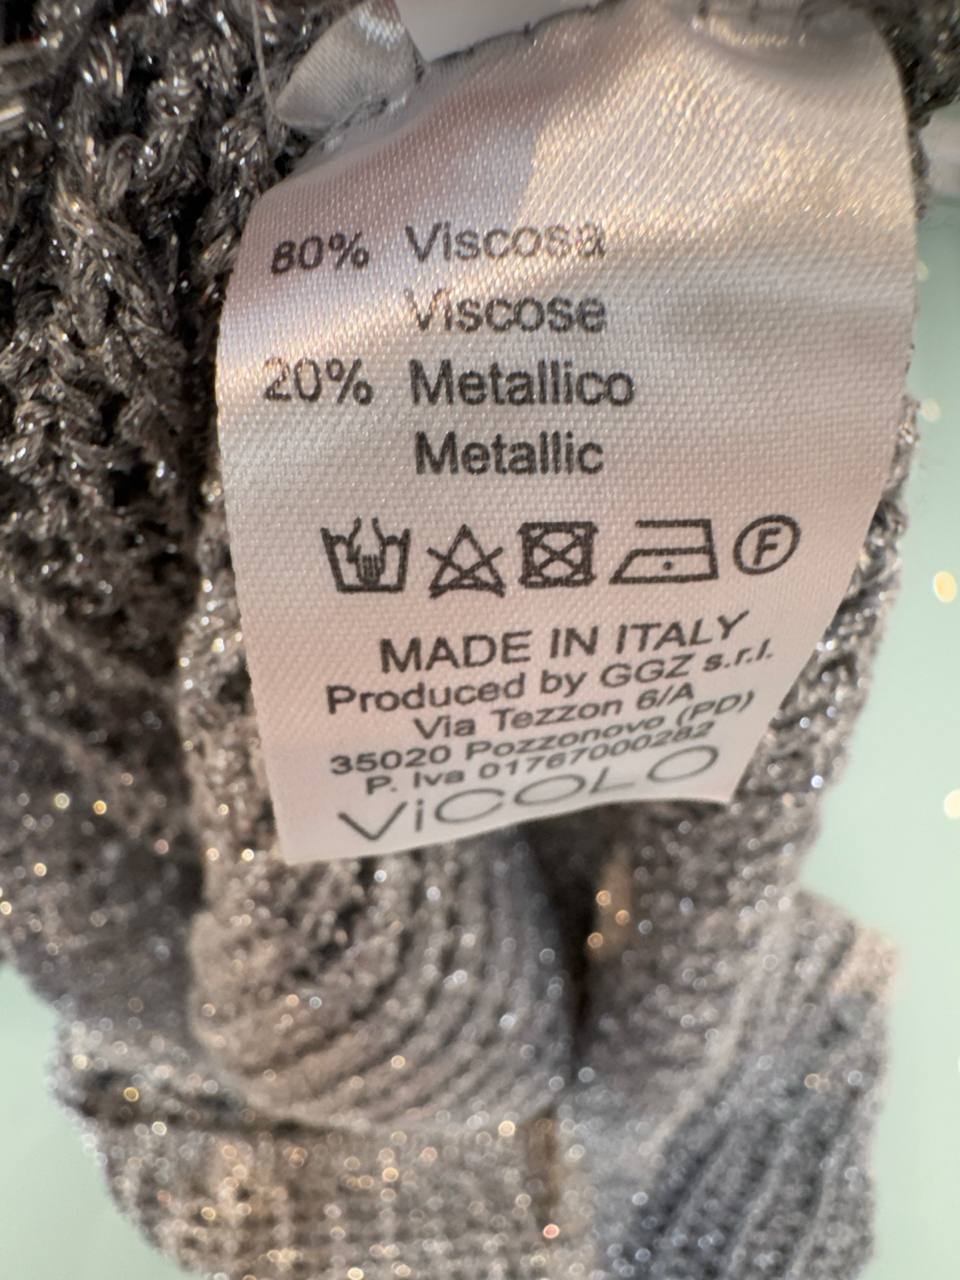 80% Viscosa
Viscose
20% Metallico
Metallic
F
MADE IN ITALY
Produced by GGZ s.r.l.
Via Tezzon 6/A
35020 Pozzonovo (PD)
P. Iva 01767000282
ViCOLO